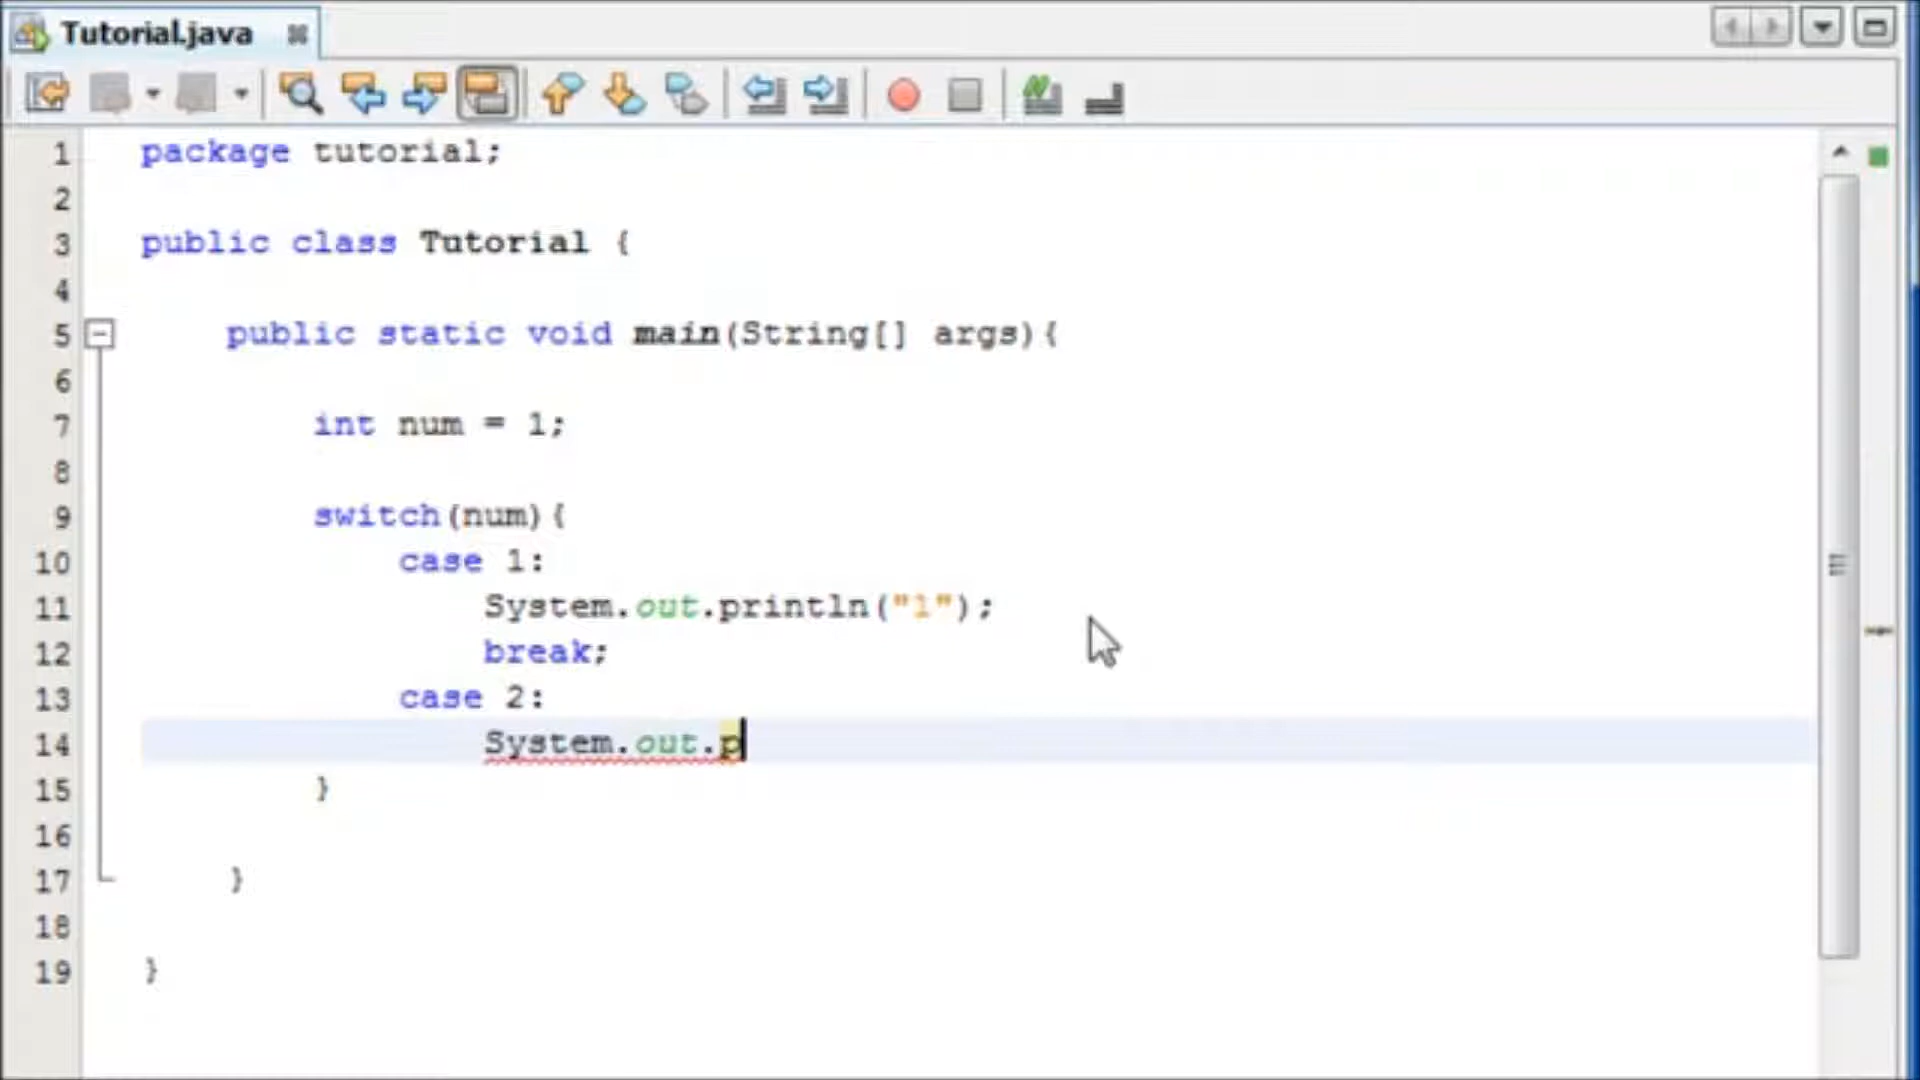 Tutorial.java
1 package tutorial;
2
3 public class Tutorial {
4
5 public static void main(String[] args){
6
7 int num = 1;
8
9 switch(num){
10 case 1:
11 System.out.println("1");
12 break;
13 case 2:
14 System.out.p
15 }
16
17 }
18
19 }